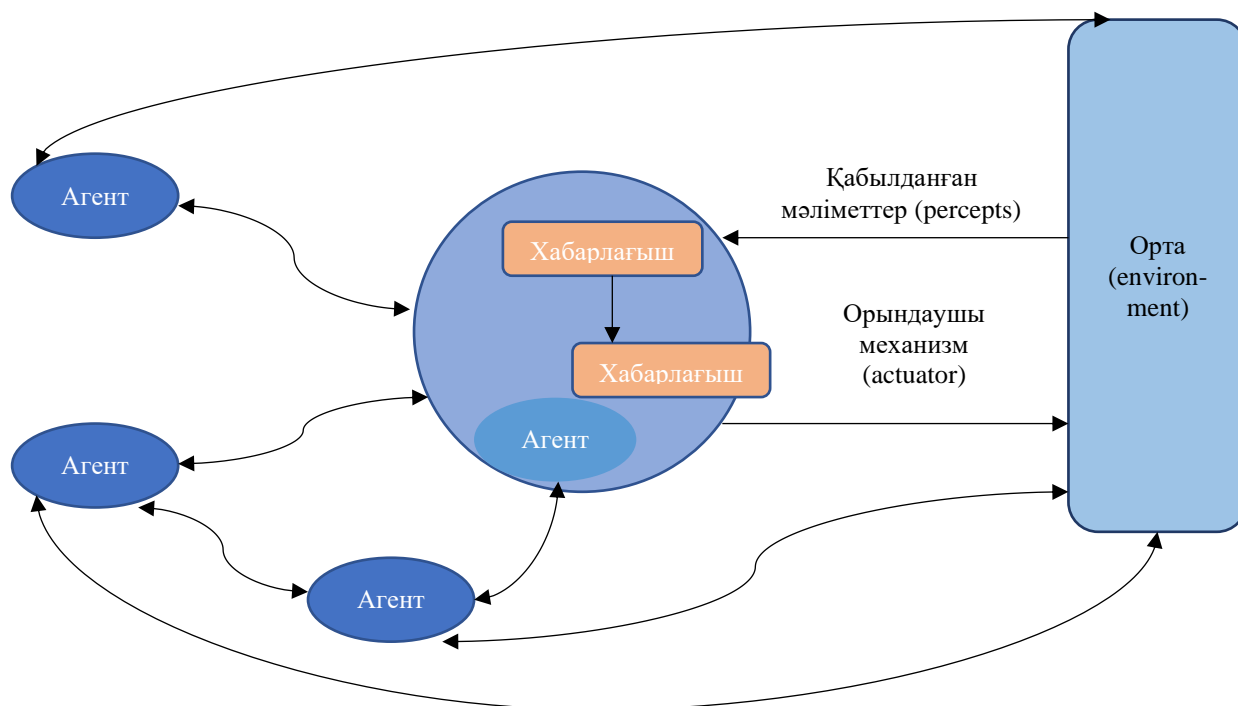 Агент
Қабылданған
мәліметтер (percepts)
Хабарлағыш
Орта
(environ-
ment)
Орындаушы
механизм
(actuator)
Хабарлағыш
Агент
Агент
Агент